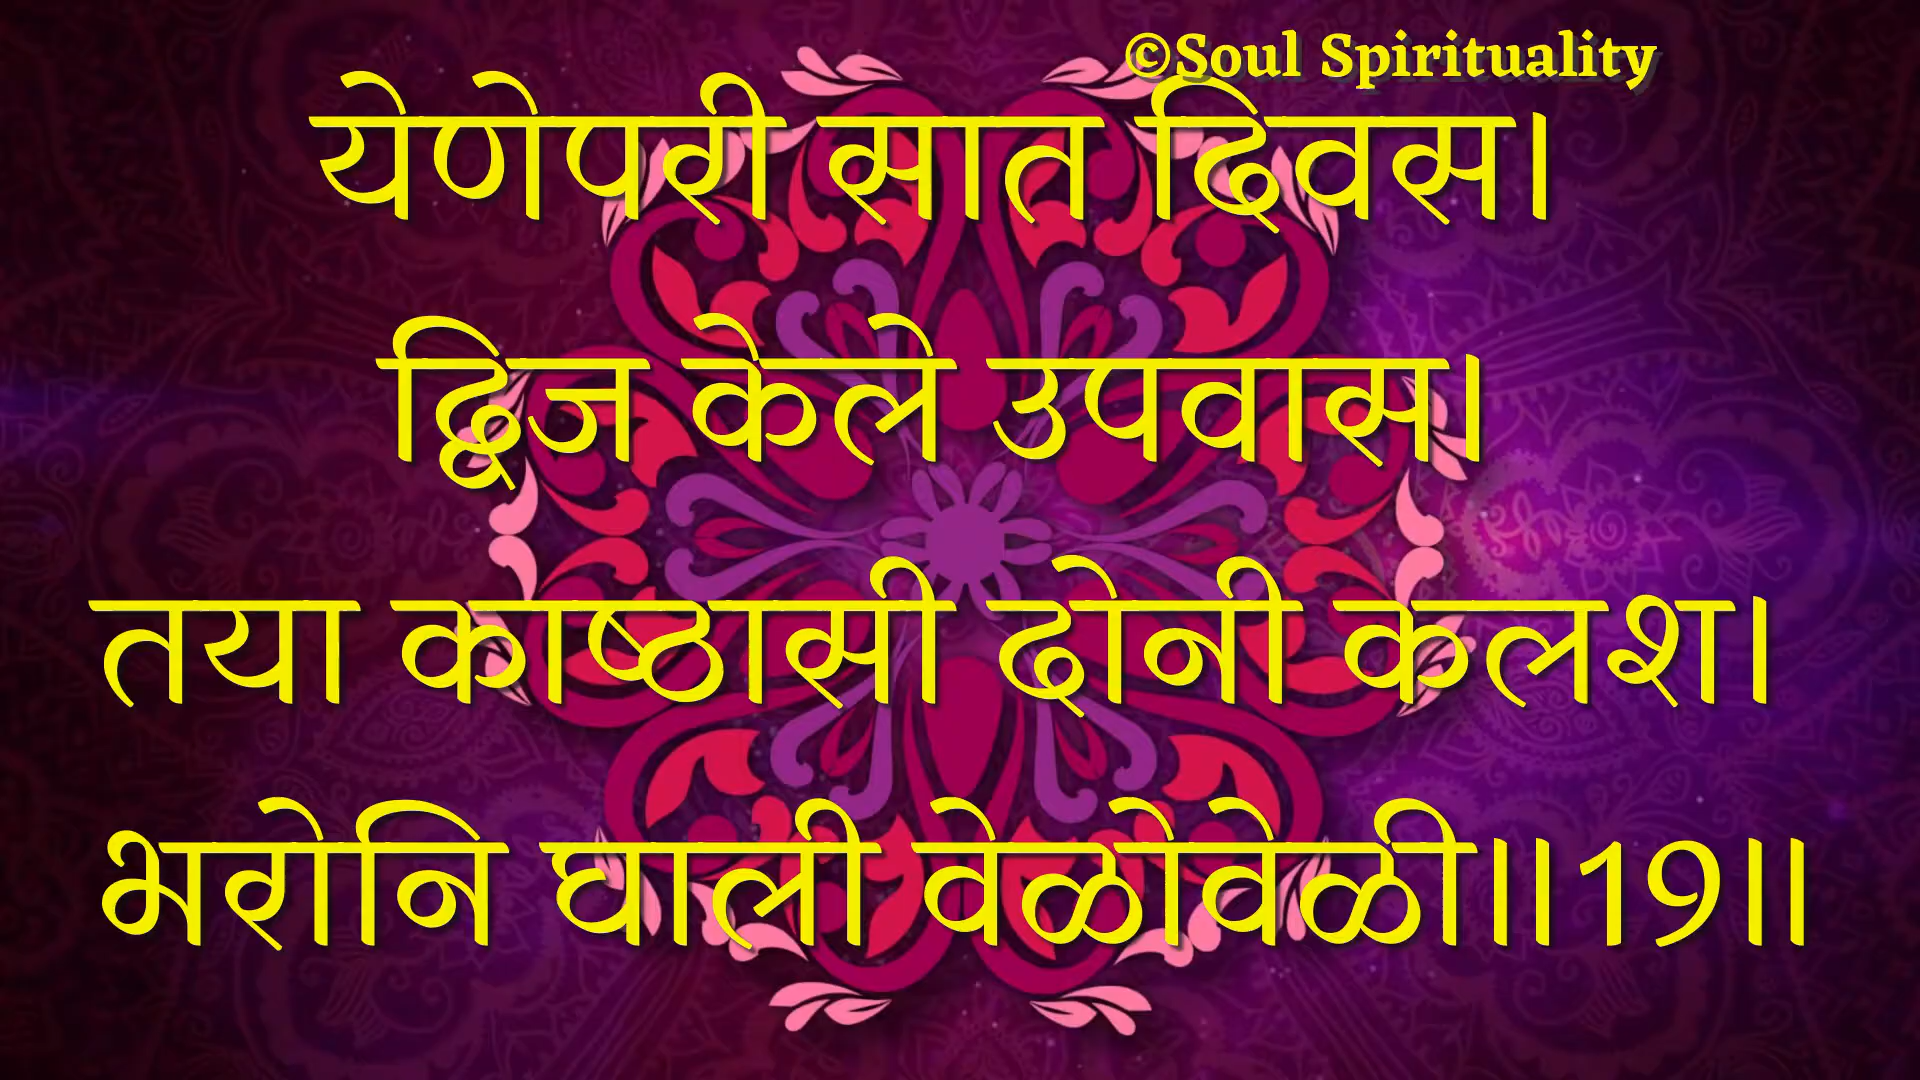 ©Soul Spirituality
येणेपरी सात दिवस।
द्विज केले उपवास।
तया काष्ठासी दोनी कलश।
भरोनि घाली वेळोवेळी॥19॥